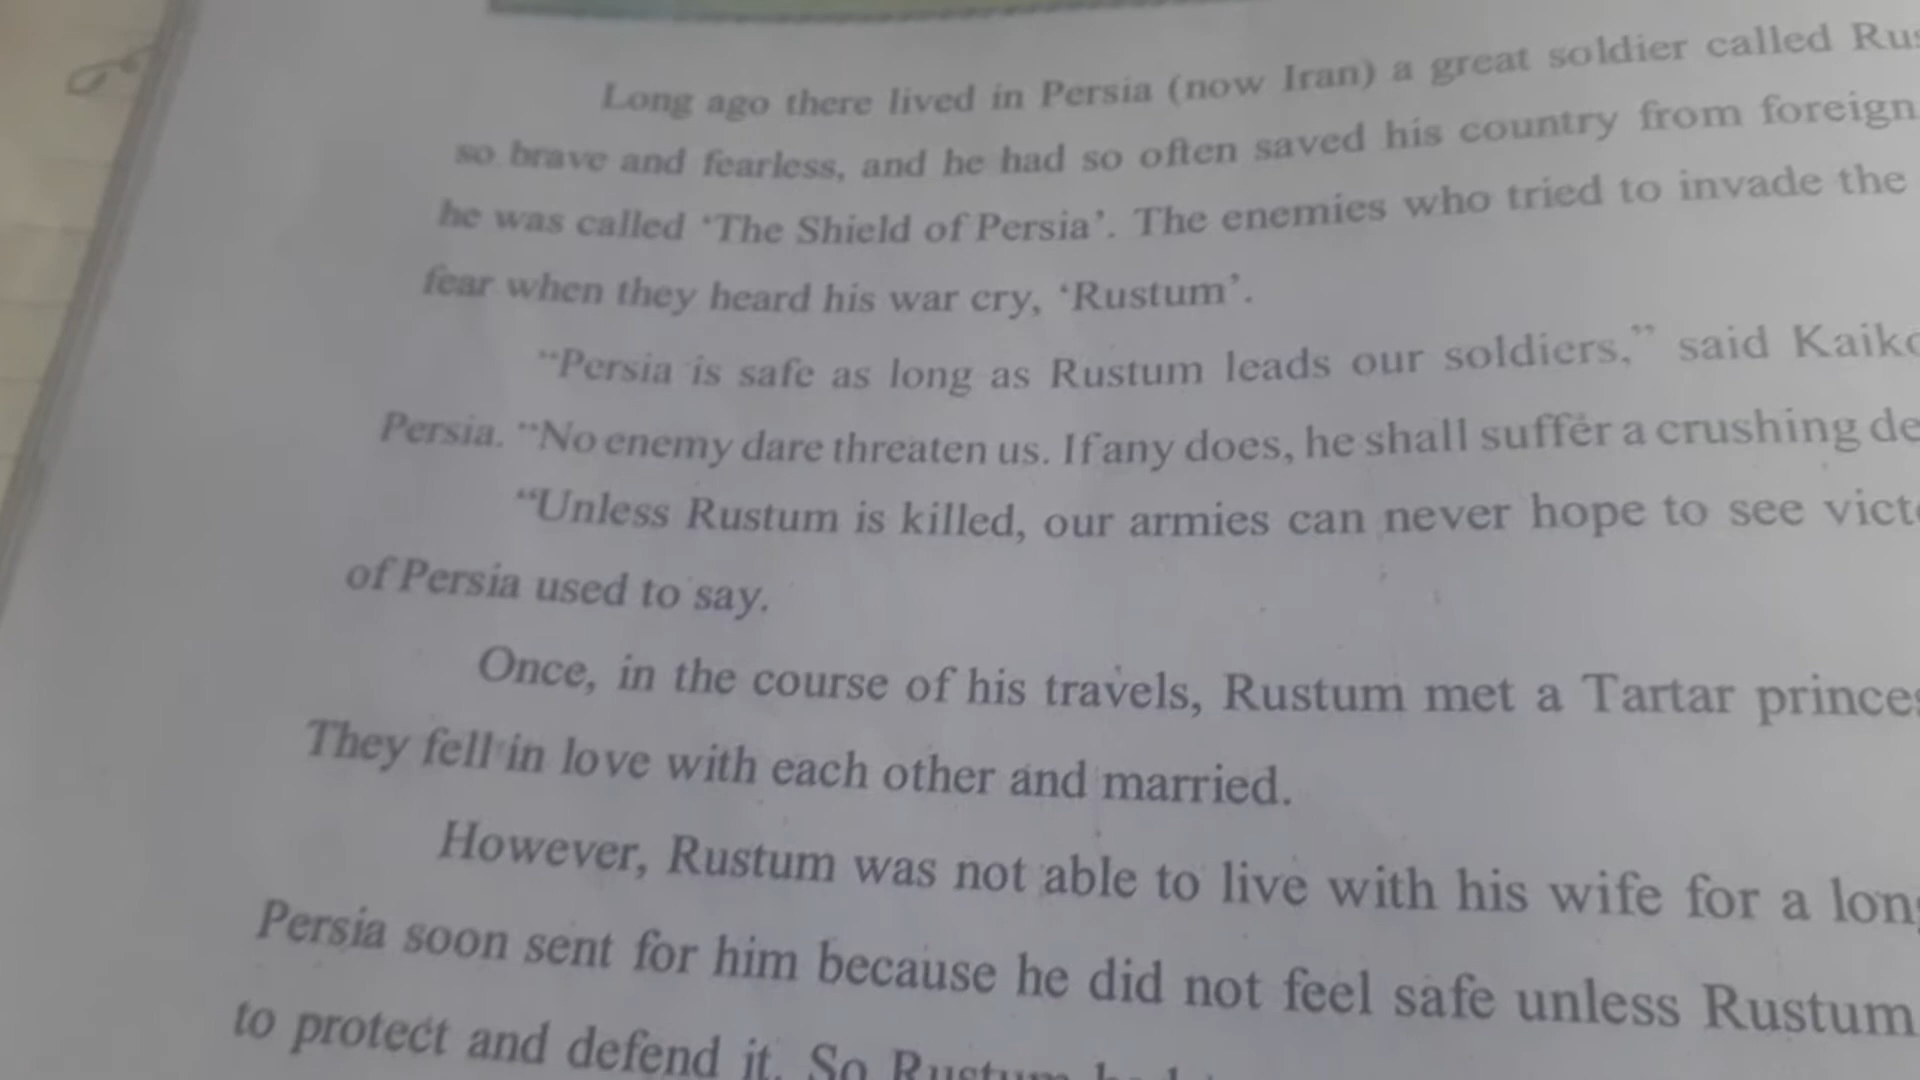 Long ago there lived in Persia (now Iran) a great soldier called
so brave and fearless, and he had so often saved his country from foreign
he was called ‘The Shield of Persia’. The enemies who tried to invade the
fear when they heard his war cry, ‘Rustum’.
“Persia is safe as long as Rustum leads our soldiers,” said
Persia. “No enemy dare threaten us. If any does, he shall suffer a crushing
“Unless Rustum is killed, our armies can never hope to see
of Persia used to say.
Once, in the course of his travels, Rustum met a Tartar
They fell in love with each other and married.
However, Rustum was not able to live with his wife for a
Persia soon sent for him because he did not feel safe unless Rustum
to protect and defend it. So